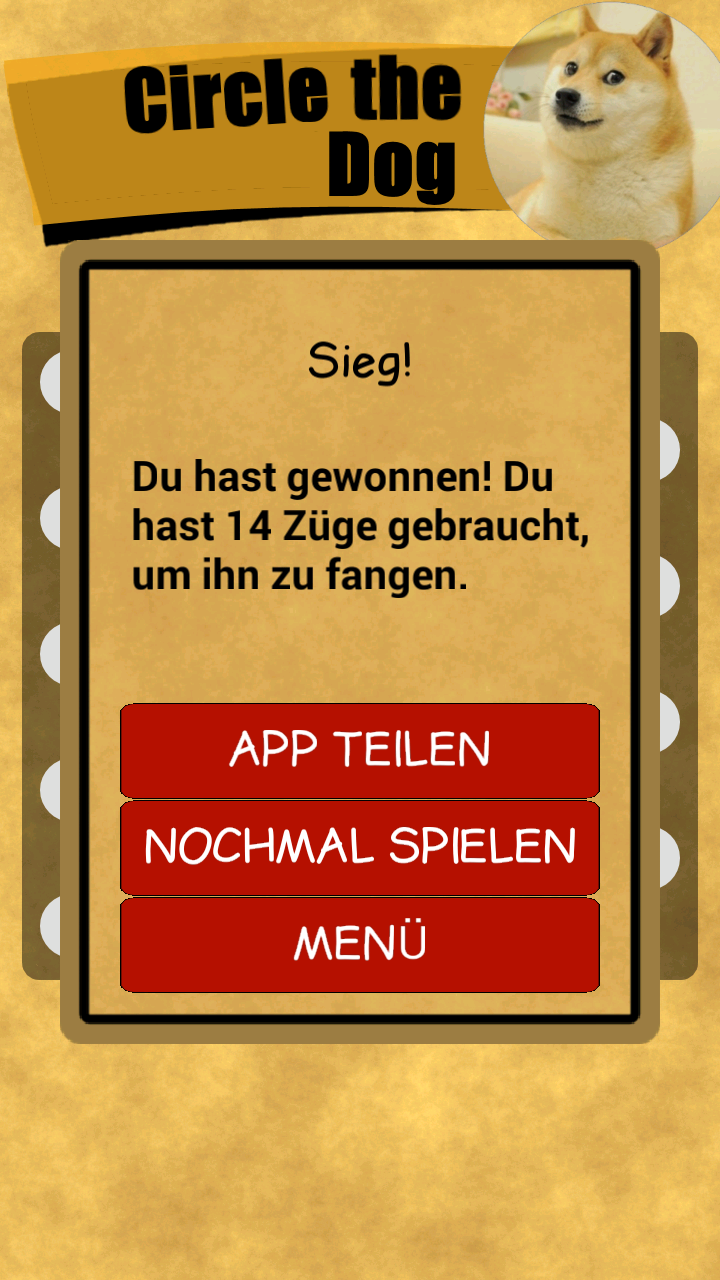 Circle the
Dog
Sieg!
Du hast gewonnen! Du
hast 14 Züge gebraucht,
um ihn zu fangen.
APP TEILEN
NOCHMAL SPIELEN
MENÜ